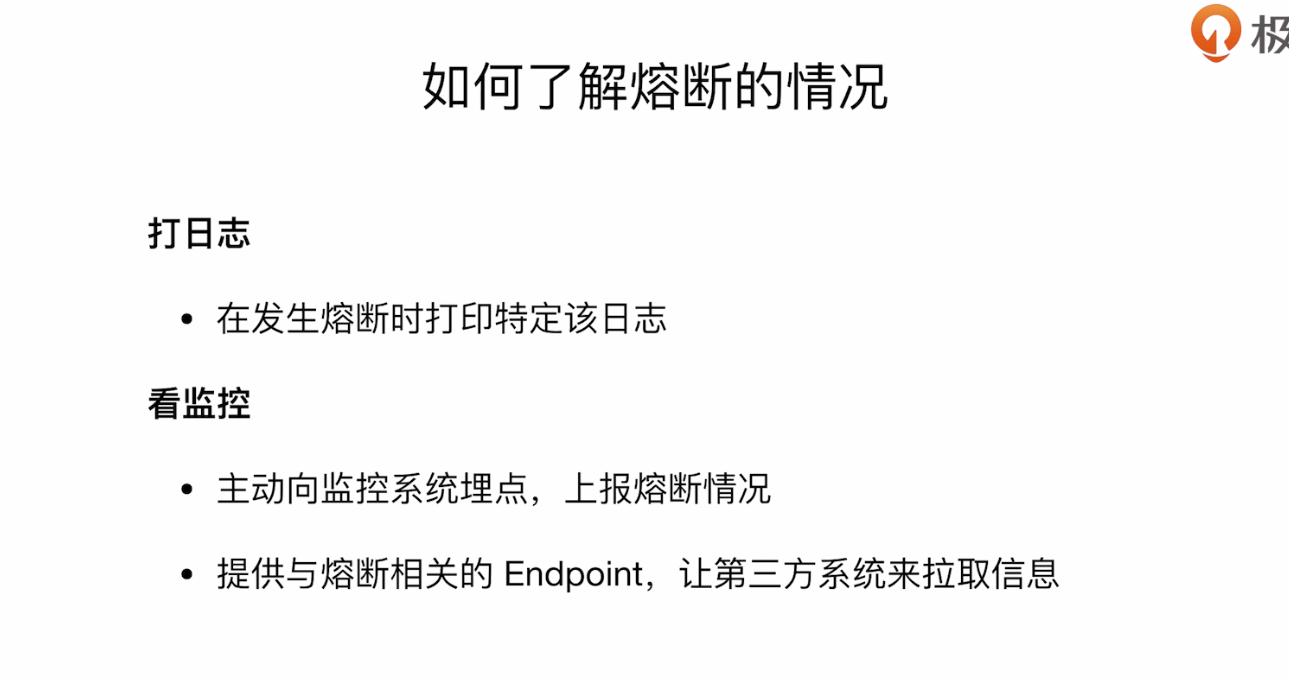 极
如何了解熔断的情况
打日志
• 在发生熔断时打印特定该日志
看监控
• 主动向监控系统埋点，上报熔断情况
• 提供与熔断相关的 Endpoint，让第三方系统来拉取信息